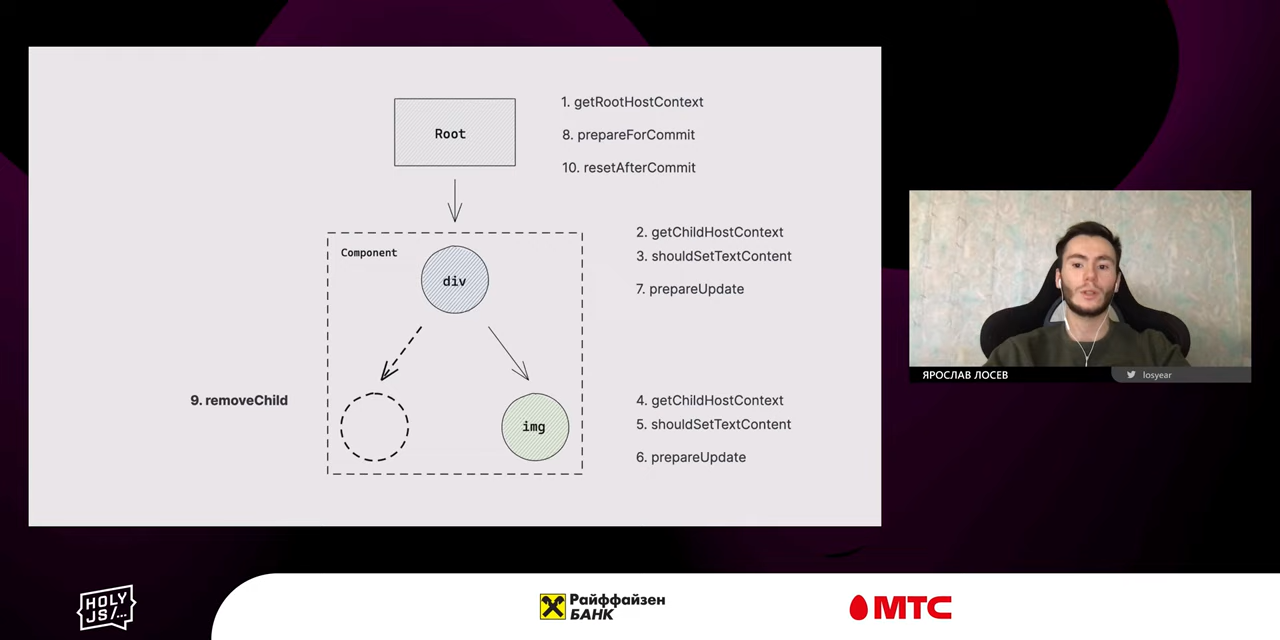 Root
1. getRootHostContext
8. prepareForCommit
10. resetAfterCommit
Component
div
2. getChildHostContext
3. shouldSetTextContent
7. prepareUpdate
9. removeChild
img
4. getChildHostContext
5. shouldSetTextContent
6. prepareUpdate
ЯРОСЛАВ ЛОСЕВ
losyear
HOLY
JS/...
Райффайзен
БАНК
МТС